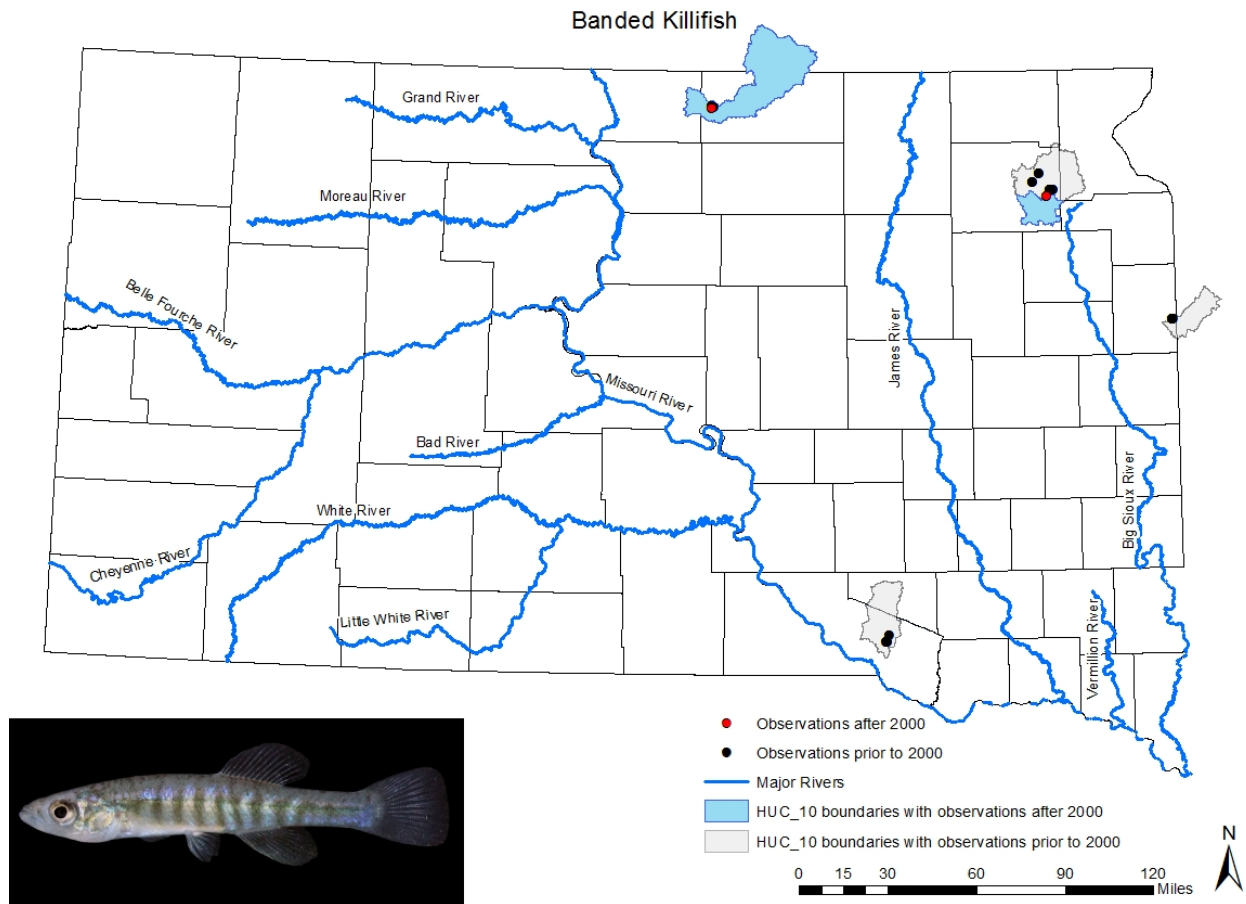 Banded Killifish
Grand River
Moreau River
Belle Fourche River
James River
Missouri River
Bad River
Big Sioux River
White River
Cheyenne River
Little White River
Vermillion River
Observations after 2000
Observations prior to 2000
Major Rivers
HUC_10 boundaries with observations after 2000
HUC_10 boundaries with observations prior to 2000
N
0 15 30 60 90 120
Miles